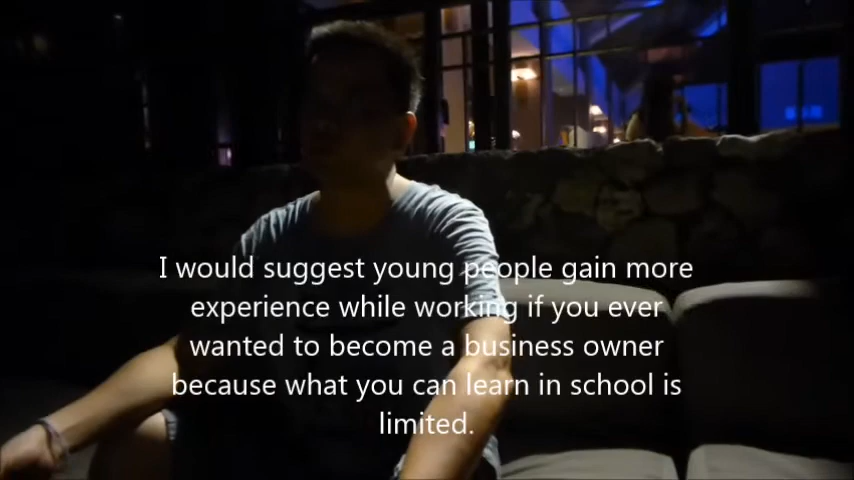 I would suggest young people gain more
experience while working if you ever
wanted to become a business owner
because what you can learn in school is
limited.